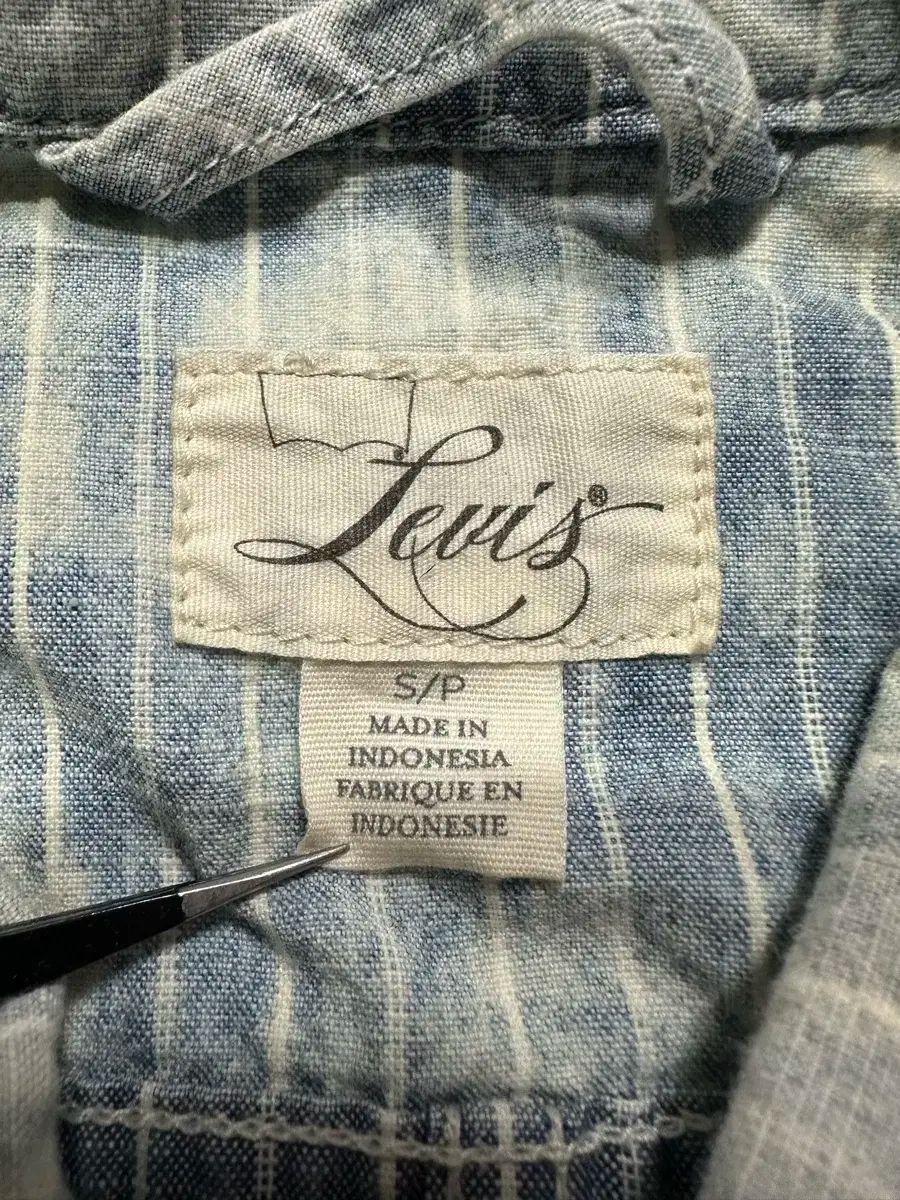 Levi's®
S/P
MADE IN
INDONESIA
FABRIQUE EN
INDONESIE